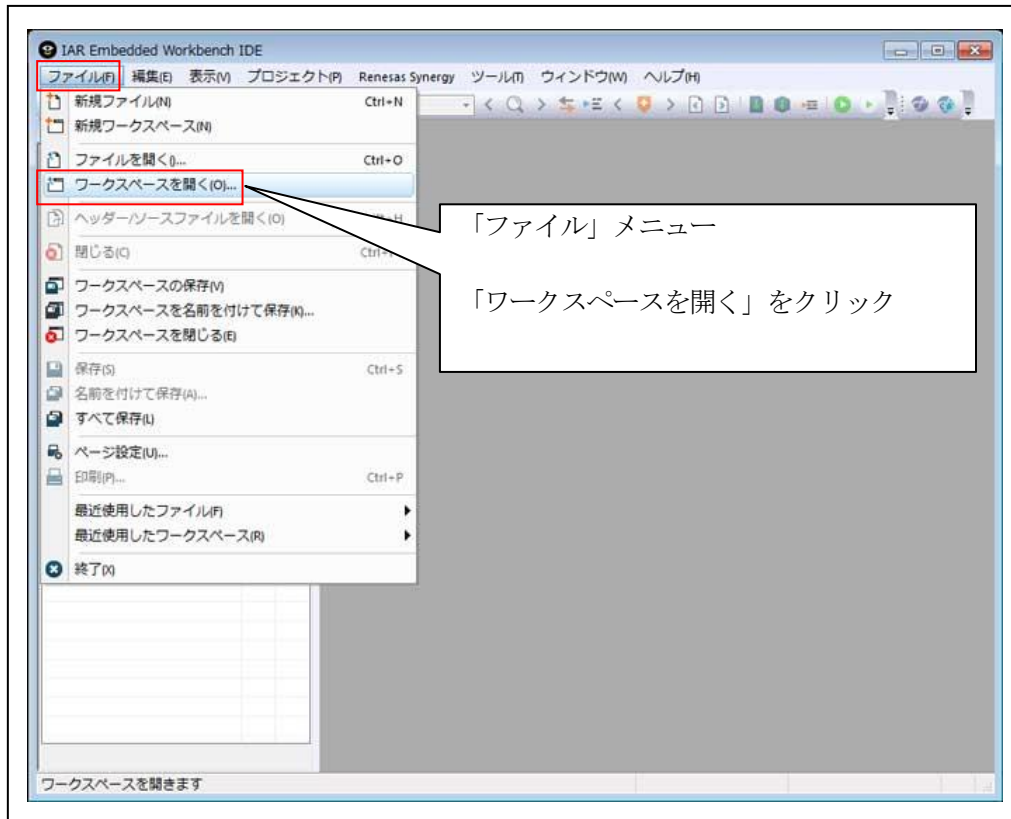 IAR Embedded Workbench IDE
ファイル(F) 編集(E) 表示(V) プロジェクト(P) Renesas Synergy ツール(T) ウィンドウ(W) ヘルプ(H)
新規ファイル(N) Ctrl+N
新規ワークスペース(N)
ファイルを開く()... Ctrl+O
ワークスペースを開く(O)...
ヘッダー/ソースファイルを開く(O)
閉じる(C)
ワークスペースの保存(V)
ワークスペースを名前を付けて保存(K)...
ワークスペースを閉じる(E)
保存(S) Ctrl+S
名前を付けて保存(A)...
すべて保存(L)
ページ設定(U)...
印刷(P)... Ctrl+P
最近使用したファイル(F)
最近使用したワークスペース(R)
終了(X)
「ファイル」メニュー
「ワークスペースを開く」をクリック
ワークスペースを開きます